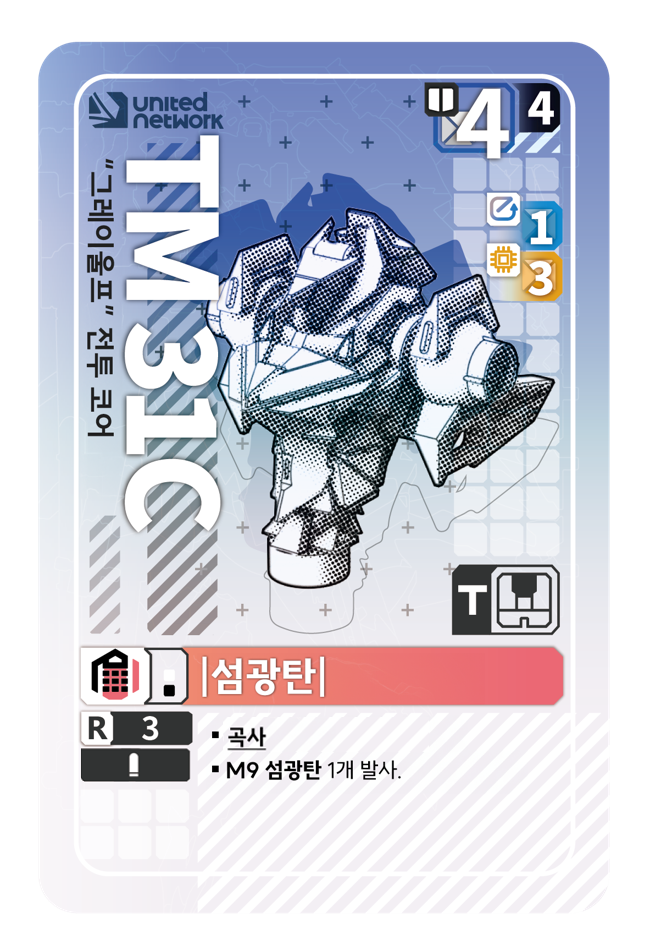 UNITED
NETWORK
4
4
TM31C
"그레이울프" 전투 코어
1
3
T
|섬광탄|
R 3
▪ 곡사
▪ M9 섬광탄 1개 발사.